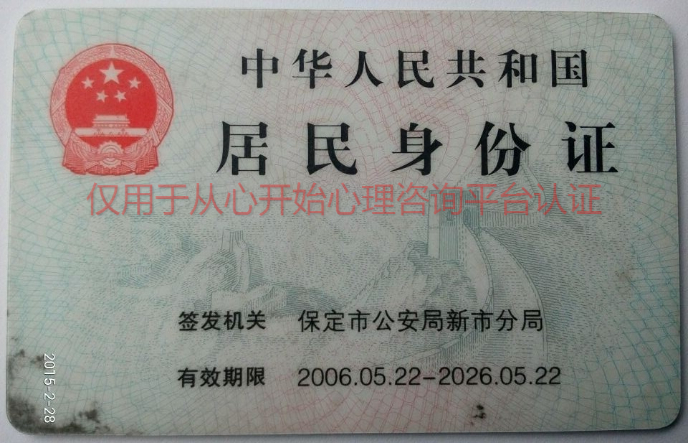 中华人民共和国
居民身份证
仅用于从心开始心理咨询平台认证
签发机关 保定市公安局新市分局
有效期限 2006.05.22-2026.05.22
2015-2-28